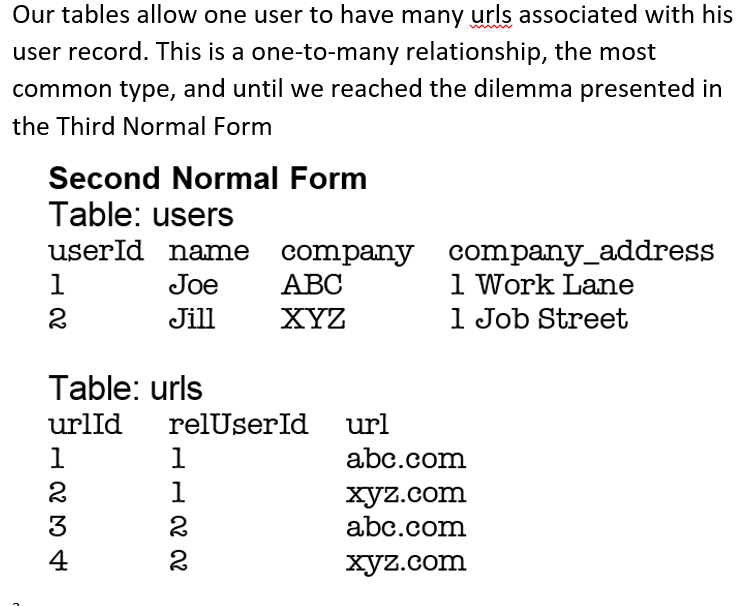 Our tables allow one user to have many urls associated with his
user record. This is a one-to-many relationship, the most
common type, and until we reached the dilemma presented in
the Third Normal Form
Second Normal Form
Table: users
userId name company company_address
1 Joe ABC 1 Work Lane
2 Jill XYZ 1 Job Street
Table: urls
urlId relUserId url
1 1 abc.com
2 1 xyz.com
3 2 abc.com
4 2 xyz.com